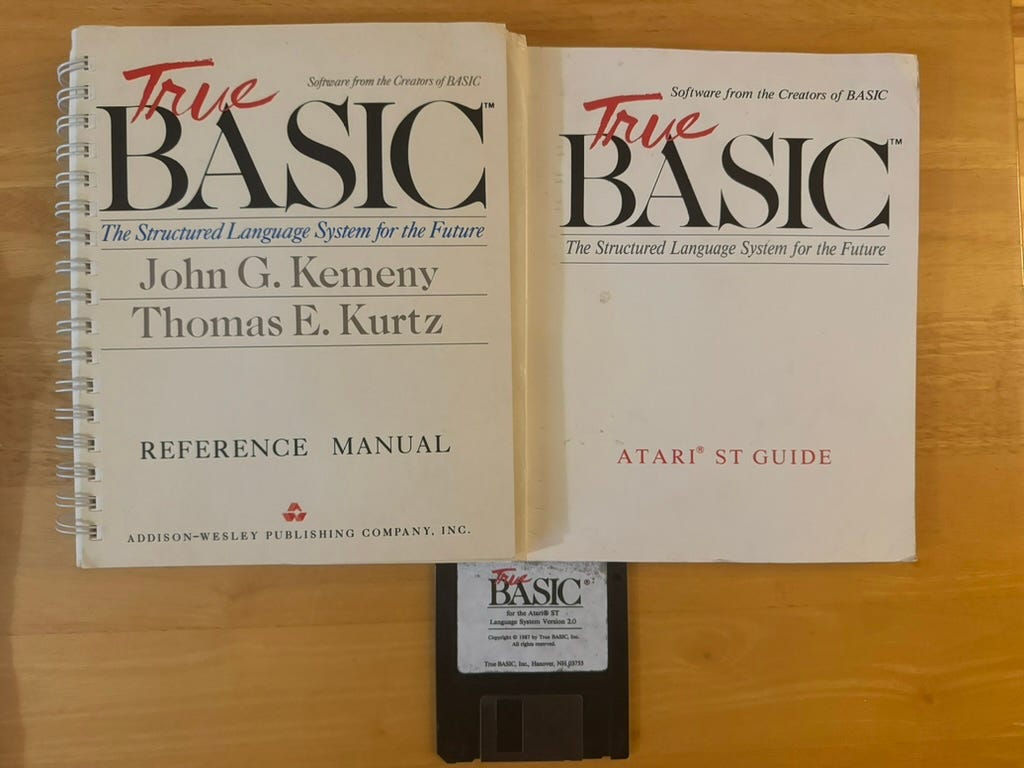 True
Software from the Creators of BASIC
BASIC™
The Structured Language System for the Future
John G. Kemeny
Thomas E. Kurtz
REFERENCE MANUAL
ADDISON–WESLEY PUBLISHING COMPANY, INC.
Software from the Creators of BASIC
True
BASIC™
The Structured Language System for the Future
ATARI® ST GUIDE
True
BASIC®
for the Atari® ST
Language System Version 2.0
Copyright © 1987 by True BASIC, Inc.
All rights reserved.
True BASIC, Inc., Hanover, NH 03755